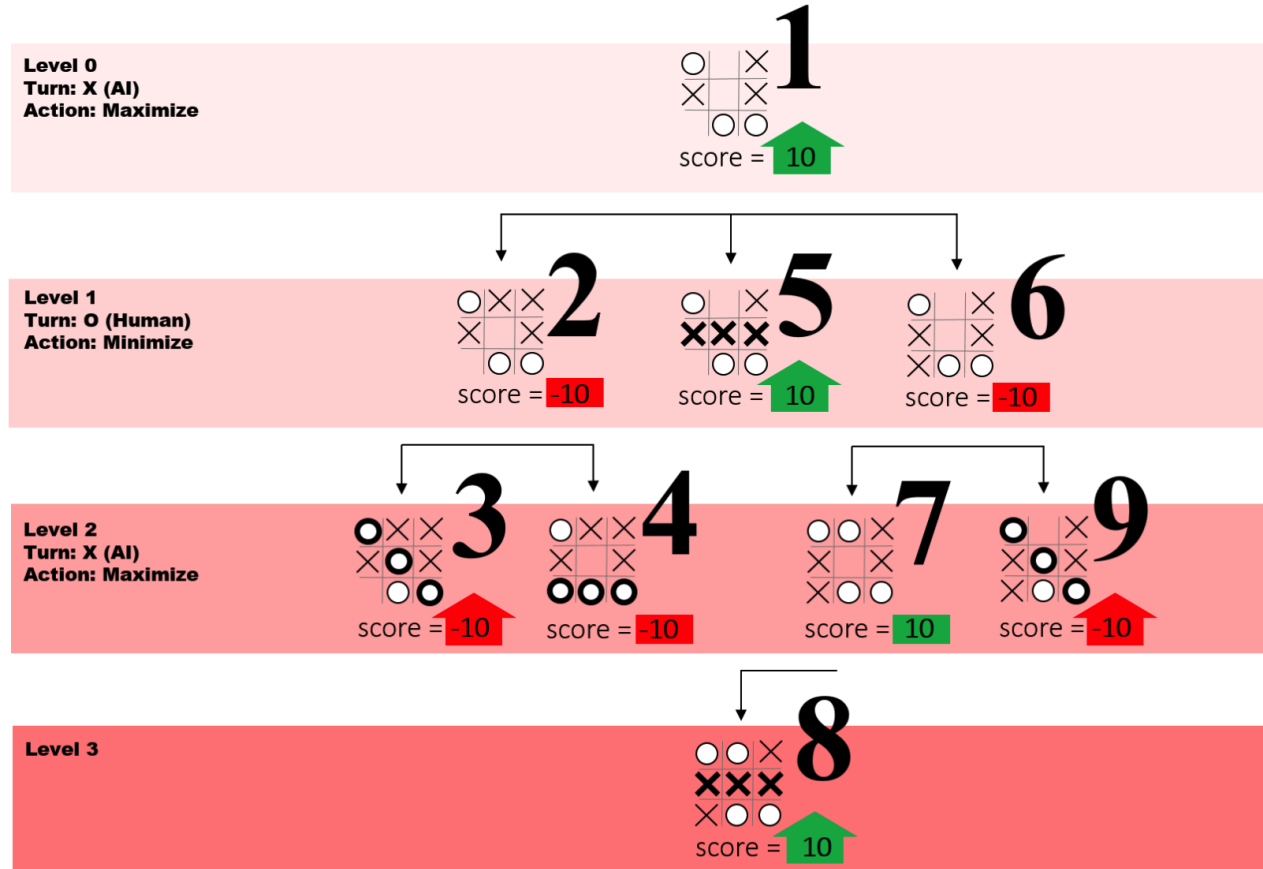 Level 0
Turn: X (AI)
Action: Maximize
1
score = 10
Level 1
Turn: O (Human)
Action: Minimize
2
5
6
score = -10
score = 10
score = -10
Level 2
Turn: X (AI)
Action: Maximize
3
4
7
9
score = -10
score = -10
score = 10
score = -10
Level 3
8
score = 10